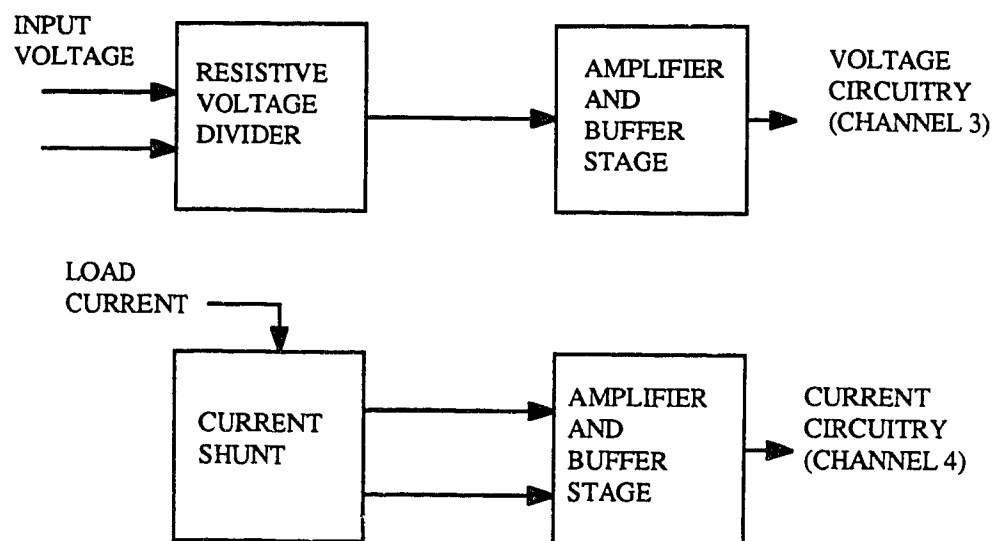 INPUT
VOLTAGE
RESISTIVE
VOLTAGE
DIVIDER
AMPLIFIER
AND
BUFFER
STAGE
VOLTAGE
CIRCUITRY
(CHANNEL 3)
LOAD
CURRENT
CURRENT
SHUNT
AMPLIFIER
AND
BUFFER
STAGE
CURRENT
CIRCUITRY
(CHANNEL 4)